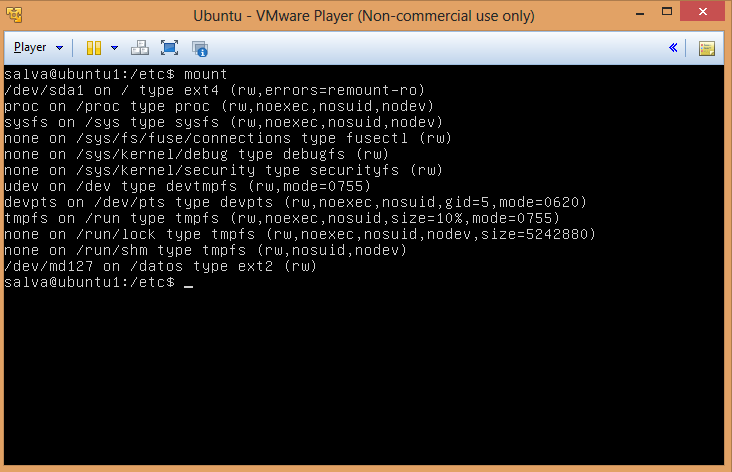 Ubuntu - VMware Player (Non-commercial use only)
Player
salva@ubuntu1:/etc$ mount
/dev/sda1 on / type ext4 (rw,errors=remount-ro)
proc on /proc type proc (rw,noexec,nosuid,nodev)
sysfs on /sys type sysfs (rw,noexec,nosuid,nodev)
none on /sys/fs/fuse/connections type fusectl (rw)
none on /sys/kernel/debug type debugfs (rw)
none on /sys/kernel/security type securityfs (rw)
udev on /dev type devtmpfs (rw,mode=0755)
devpts on /dev/pts type devpts (rw,noexec,nosuid,gid=5,mode=0620)
tmpfs on /run type tmpfs (rw,noexec,nosuid,size=10%,mode=0755)
none on /run/lock type tmpfs (rw,noexec,nosuid,nodev,size=5242880)
none on /run/shm type tmpfs (rw,nosuid,nodev)
/dev/md127 on /datos type ext2 (rw)
salva@ubuntu1:/etc$ _